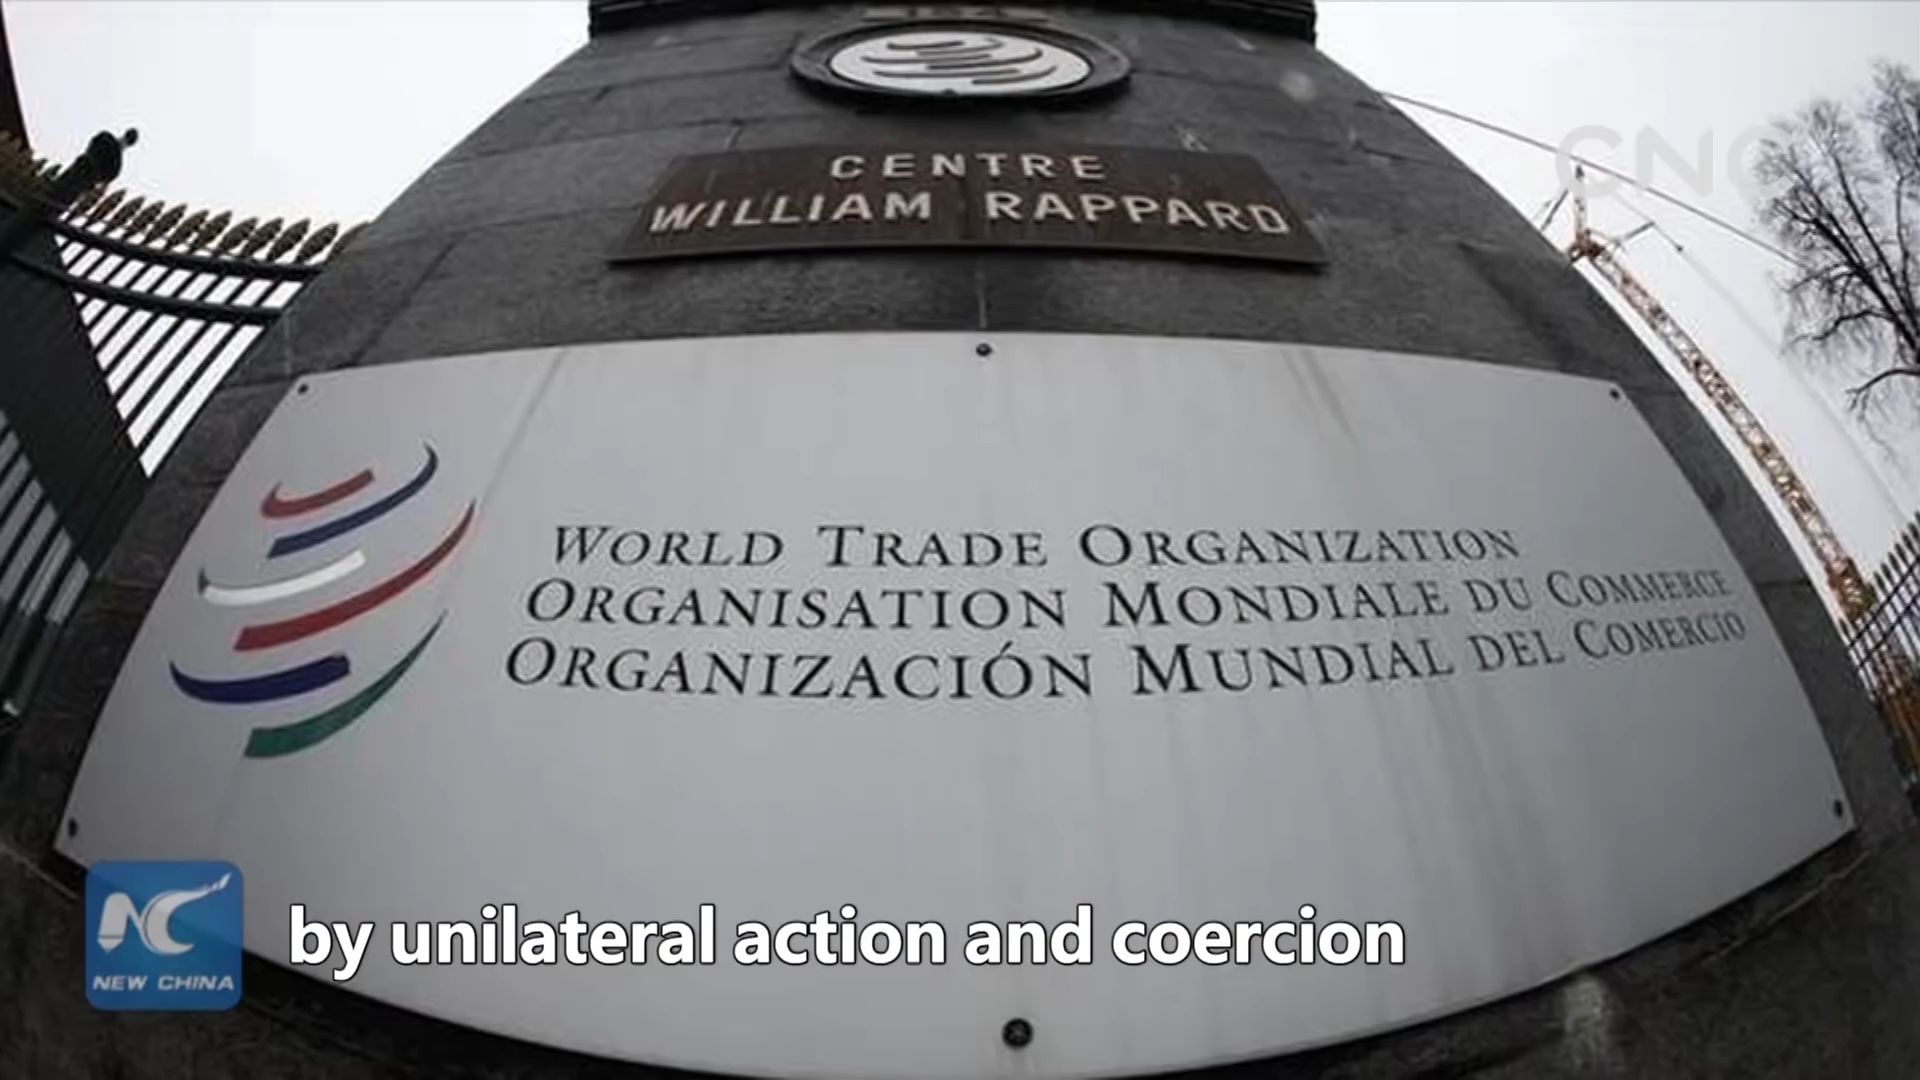 CNC
CENTRE
WILLIAM RAPPARD
WORLD TRADE ORGANIZATION
ORGANISATION MONDIALE DU COMMERCE
ORGANIZACIÓN MUNDIAL DEL COMERCIO
NEW CHINA
by unilateral action and coercion